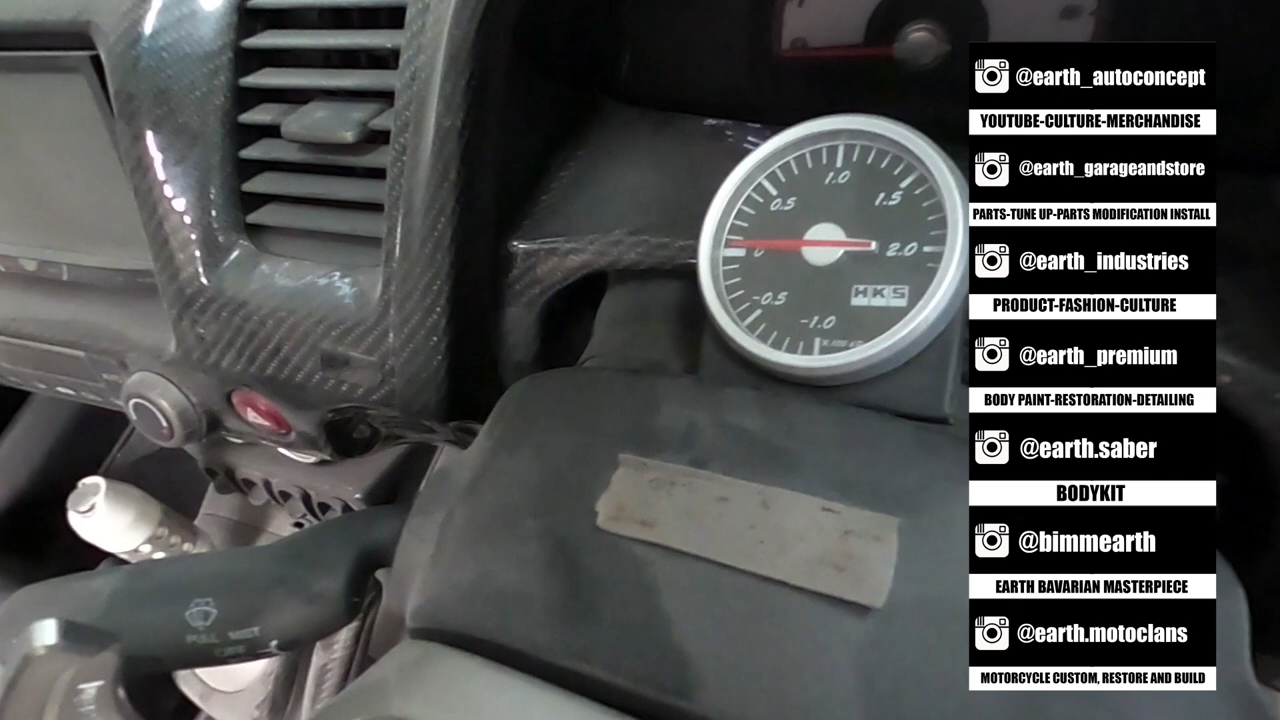 @earth_autoconcept
YOUTUBE-CULTURE-MERCHANDISE
@earth_garageandstore
PARTS-TUNE UP-PARTS MODIFICATION INSTALL
@earth_industries
PRODUCT-FASHION-CULTURE
@earth_premium
BODY PAINT-RESTORATION-DETAILING
@earth.saber
BODYKIT
@bimmearth
EARTH BAVARIAN MASTERPIECE
@earth.motoclans
MOTORCYCLE CUSTOM, RESTORE AND BUILD
1.0
0.5
1.5
0
2.0
-0.5
HKS
-1.0
PULL MIST
OFF